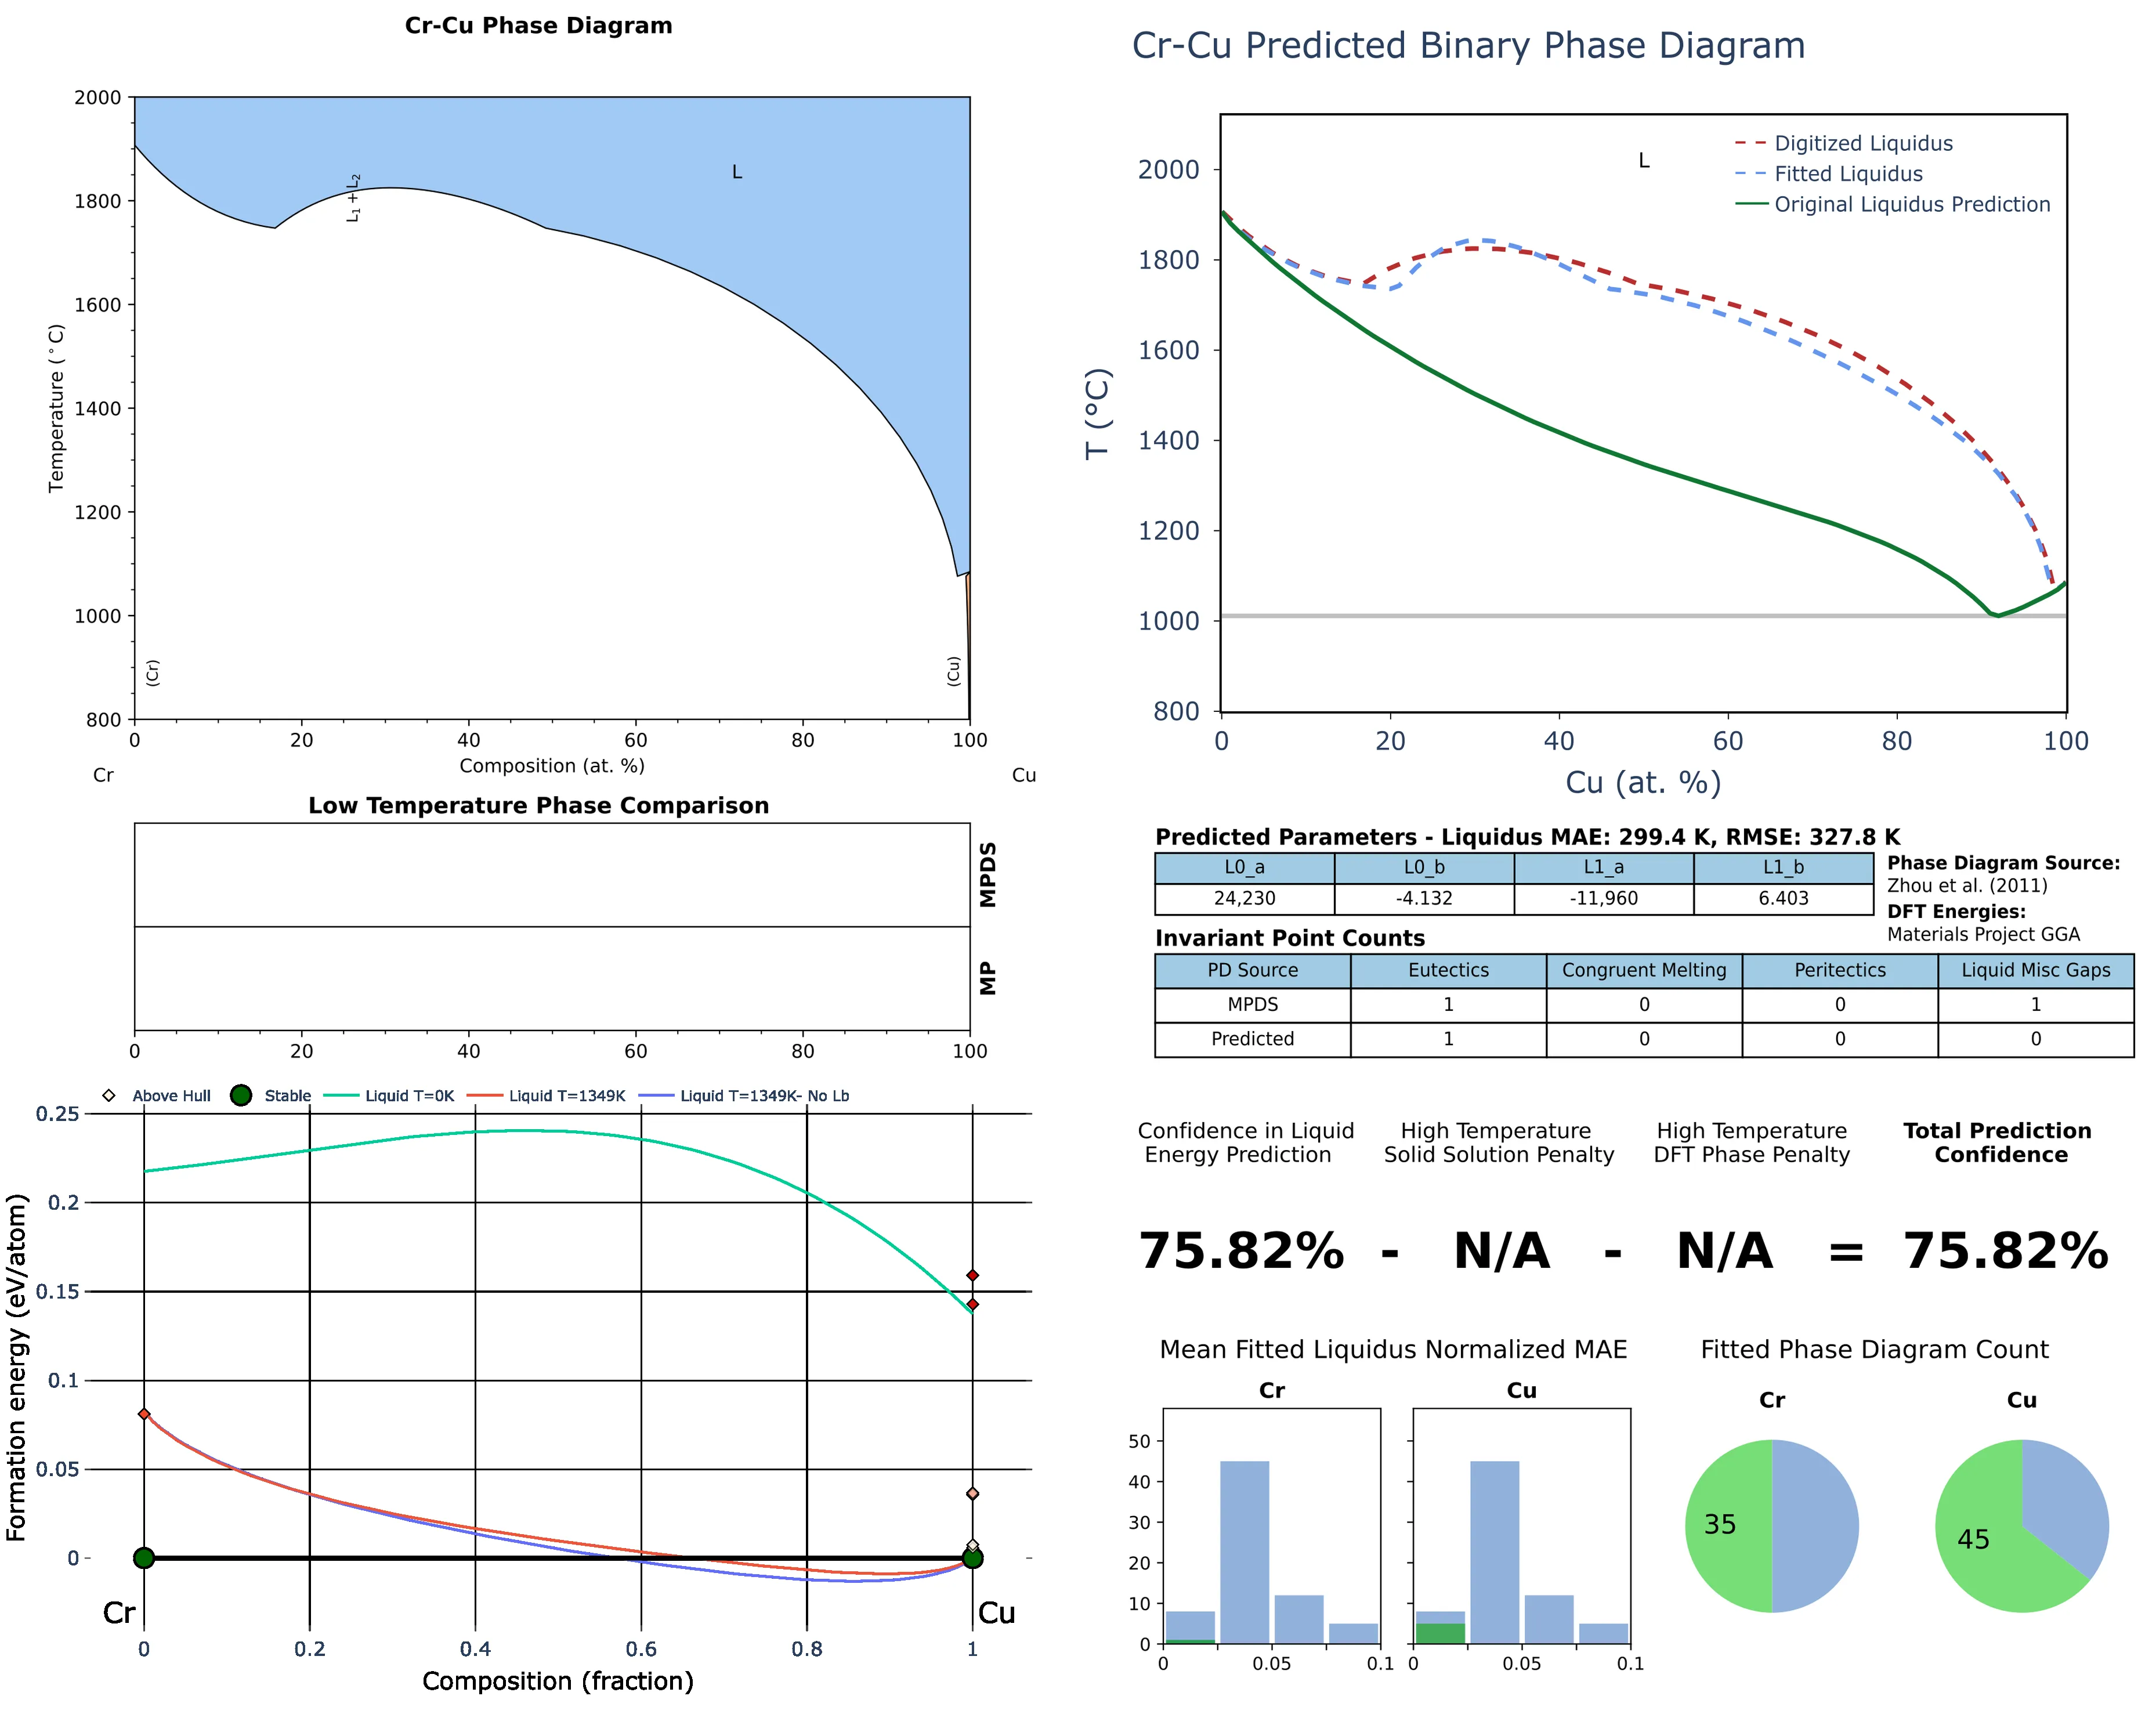 Cr-Cu Phase Diagram
2000
1800
1600
1400
1200
1000
800
Temperature (°C)
L
L₁ + L₂
(Cr)
(Cu)
0 20 40 60 80 100
Composition (at. %)
Cr Cu
Low Temperature Phase Comparison
MPDS
MP
0 20 40 60 80 100
Above Hull Stable Liquid T=0K Liquid T=1349K Liquid T=1349K- No Lb
0.25
0.2
0.15
0.1
0.05
0
Formation energy (eV/atom)
Cr Cu
0 0.2 0.4 0.6 0.8 1
Composition (fraction)
Cr-Cu Predicted Binary Phase Diagram
L
Digitized Liquidus
Fitted Liquidus
Original Liquidus Prediction
2000
1800
1600
1400
1200
1000
800
T (°C)
0 20 40 60 80 100
Cu (at. %)
Predicted Parameters - Liquidus MAE: 299.4 K, RMSE: 327.8 K
L0_a L0_b L1_a L1_b
24,230 -4.132 -11,960 6.403
Phase Diagram Source:
Zhou et al. (2011)
DFT Energies:
Materials Project GGA
Invariant Point Counts
PD Source Eutectics Congruent Melting Peritectics Liquid Misc Gaps
MPDS 1 0 0 1
Predicted 1 0 0 0
Confidence in Liquid
Energy Prediction
High Temperature
Solid Solution Penalty
High Temperature
DFT Phase Penalty
Total Prediction
Confidence
75.82% - N/A - N/A = 75.82%
Mean Fitted Liquidus Normalized MAE
Cr Cu
50
40
30
20
10
0
0 0.05 0.1 0 0.05 0.1
Fitted Phase Diagram Count
Cr Cu
35 45